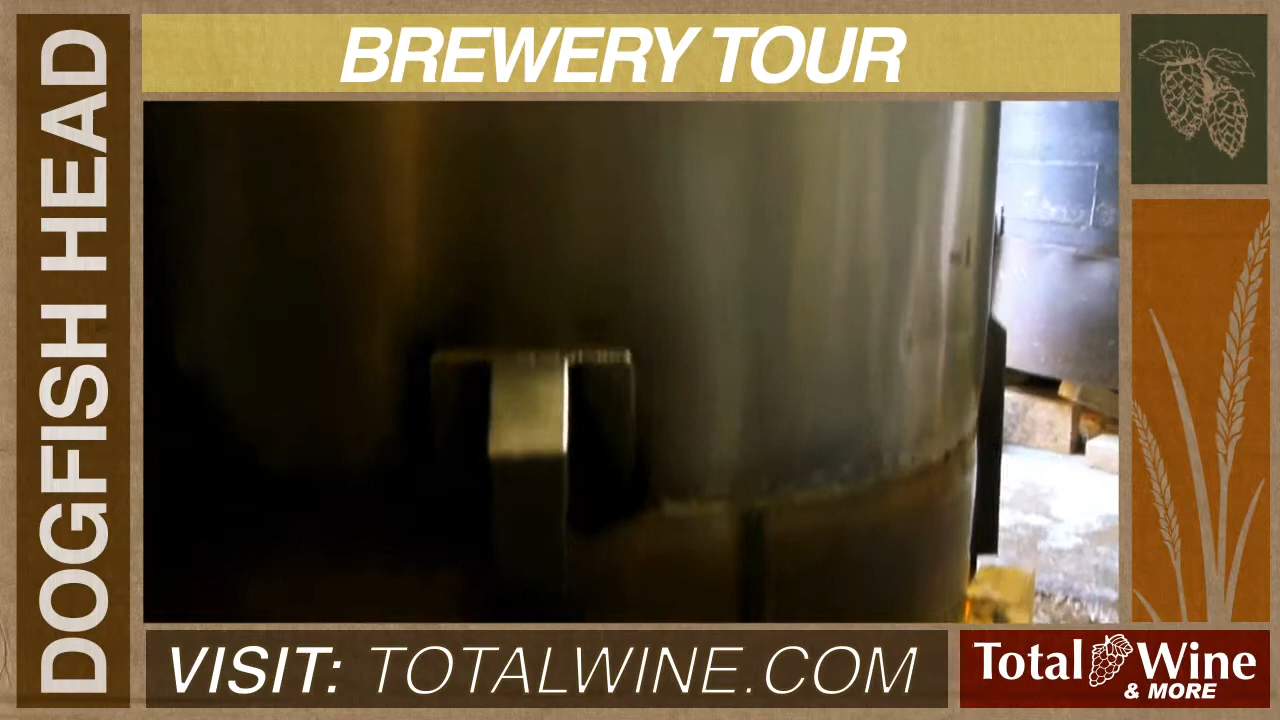 BREWERY TOUR
DOGFISH HEAD
VISIT: TOTALWINE.COM
Total Wine
& MORE